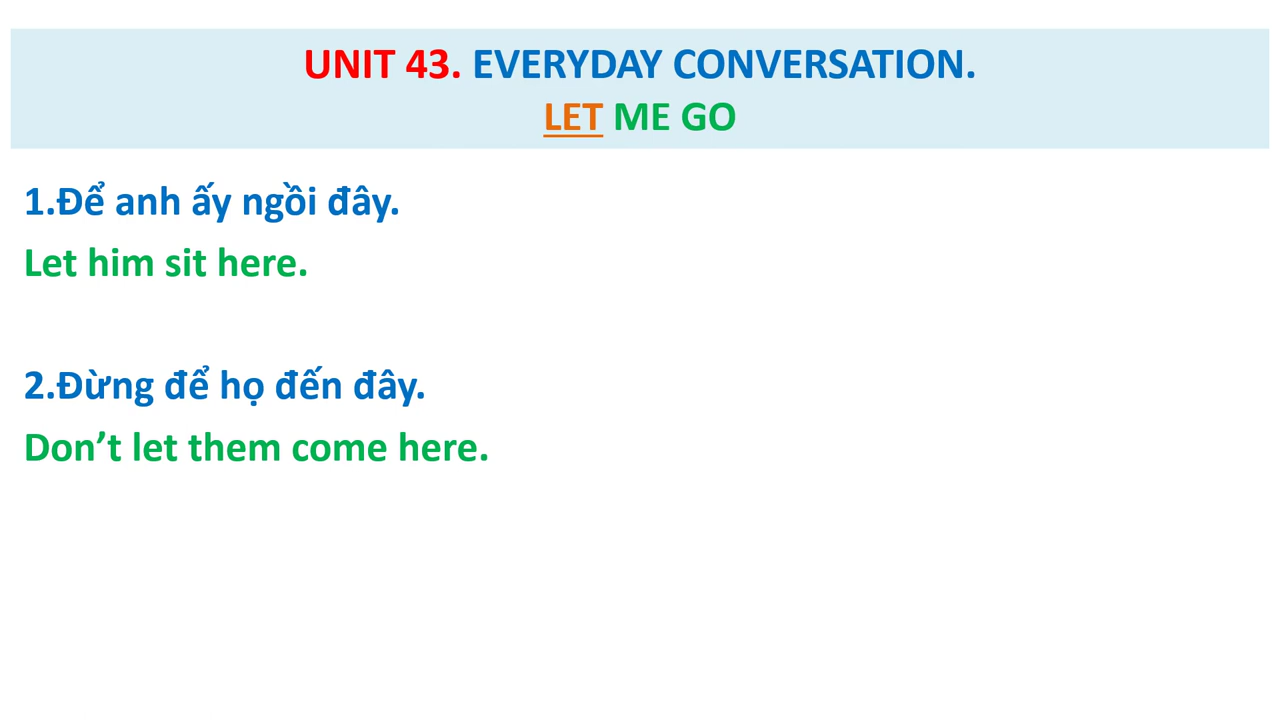 UNIT 43. EVERYDAY CONVERSATION.
LET ME GO
1.Để anh ấy ngồi đây.
Let him sit here.
2.Đừng để họ đến đây.
Don’t let them come here.